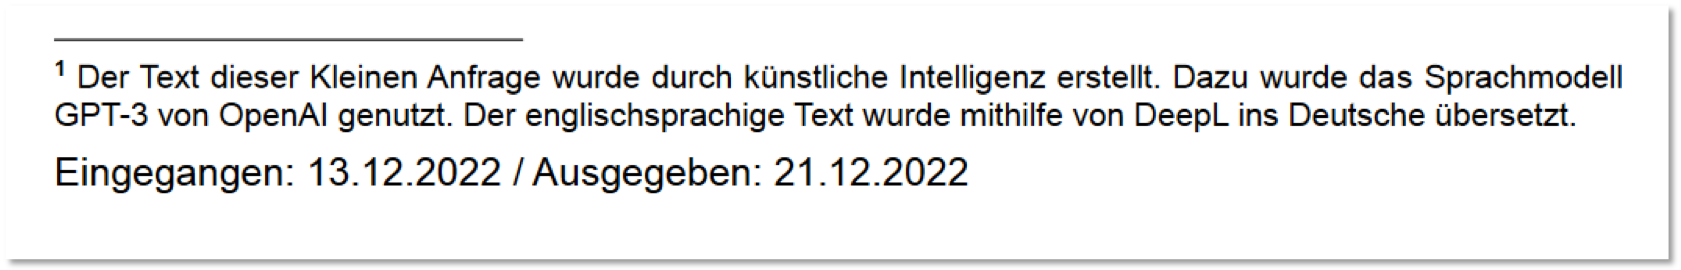 ¹ Der Text dieser Kleinen Anfrage wurde durch künstliche Intelligenz erstellt. Dazu wurde das Sprachmodell
GPT-3 von OpenAI genutzt. Der englischsprachige Text wurde mithilfe von DeepL ins Deutsche übersetzt.
Eingegangen: 13.12.2022 / Ausgegeben: 21.12.2022